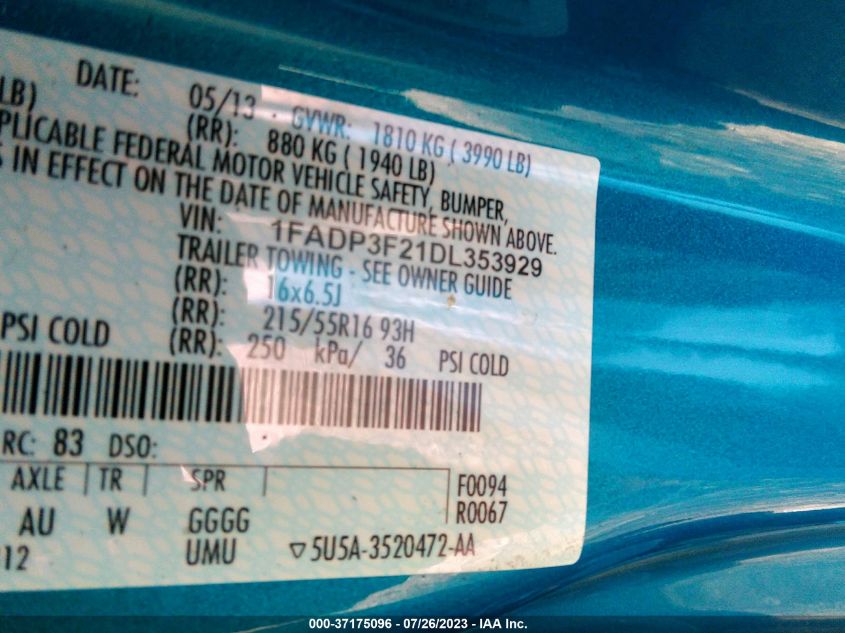 DATE: 05/13 GVWR: 1810 KG ( 3990 LB)
LB) (RR): 880 KG ( 1940 LB)
PLICABLE FEDERAL MOTOR VEHICLE SAFETY, BUMPER,
IN EFFECT ON THE DATE OF MANUFACTURE SHOWN ABOVE.
VIN: 1FADP3F21DL353929
TRAILER TOWING - SEE OWNER GUIDE
(RR): 16x6.5J
(RR): 215/55R16 93H
PSI COLD (RR): 250 kPa/ 36 PSI COLD
RC: 83 DSO:
AXLE TR SPR F0094
R0067
AU W GGGG
12 UMU 5U5A-3520472-AA
000-37175096 - 07/26/2023 - IAA Inc.